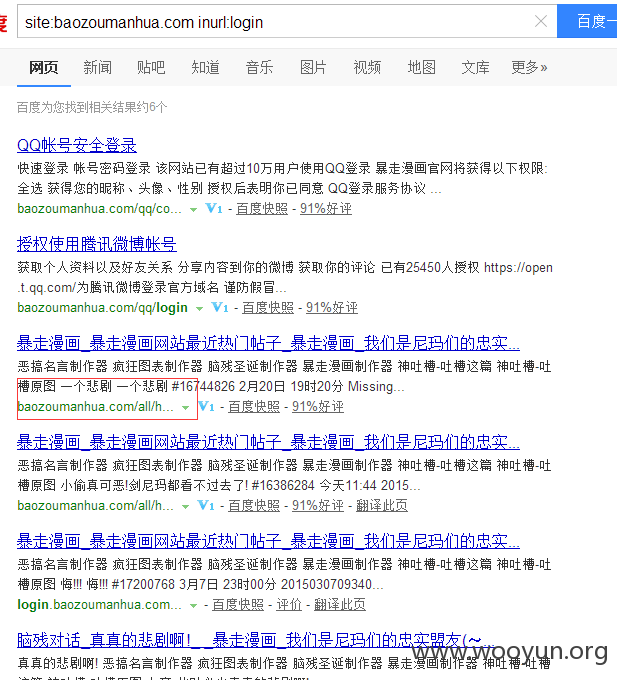 度
site:baozoumanhua.com inurl:login
百度一
网页 新闻 贴吧 知道 音乐 图片 视频 地图 文库 更多»
百度为您找到相关结果约6个
QQ帐号安全登录
快速登录 帐号密码登录 该网站已有超过10万用户使用QQ登录 暴走漫画官网将获得以下权限:
全选 获得您的昵称、头像、性别 授权后表明你已同意 QQ登录服务协议 ...
baozoumanhua.com/qq/co... V1 - 百度快照 - 91%好评
授权使用腾讯微博帐号
获取个人资料以及好友关系 分享内容到你的微博 获取你的评论 已有25450人授权 https://open
.t.qq.com/为腾讯微博登录官方域名 谨防假冒...
baozoumanhua.com/qq/login V1 - 百度快照 - 91%好评
暴走漫画_暴走漫画网站最近热门帖子_暴走漫画_我们是尼玛们的忠实...
恶搞名言制作器 疯狂图表制作器 脑残圣诞制作器 暴走漫画制作器 神吐槽-吐槽这篇 神吐槽-吐
槽原图 一个悲剧 一个悲剧 #16744826 2月20日 19时20分 Missing...
baozoumanhua.com/all/h... V1 - 百度快照 - 91%好评
暴走漫画_暴走漫画网站最近热门帖子_暴走漫画_我们是尼玛们的忠实...
恶搞名言制作器 疯狂图表制作器 脑残圣诞制作器 暴走漫画制作器 神吐槽-吐槽这篇 神吐槽-吐
槽原图 小偷真可恶!剑尼玛都看不过去了! #16386284 今天11:44 2015...
baozoumanhua.com/all/h... V1 - 百度快照 - 91%好评 - 翻译此页
暴走漫画_暴走漫画网站最近热门帖子_暴走漫画_我们是尼玛们的忠实...
恶搞名言制作器 疯狂图表制作器 脑残圣诞制作器 暴走漫画制作器 神吐槽-吐槽这篇 神吐槽-吐
槽原图 悔!!! 悔!!! #17200768 3月7日 23时00分 2015030709340...
login.baozoumanhua.com... - 百度快照 - 评价 - 翻译此页
脑残对话_真真的悲剧啊!_ _暴走漫画_我们是尼玛们的忠实盟友(～...
www.wooyun.org
真真的悲剧啊! 恶搞名言制作器 疯狂图表制作器 脑残圣诞制作器 暴走漫画制作器 神吐槽-吐